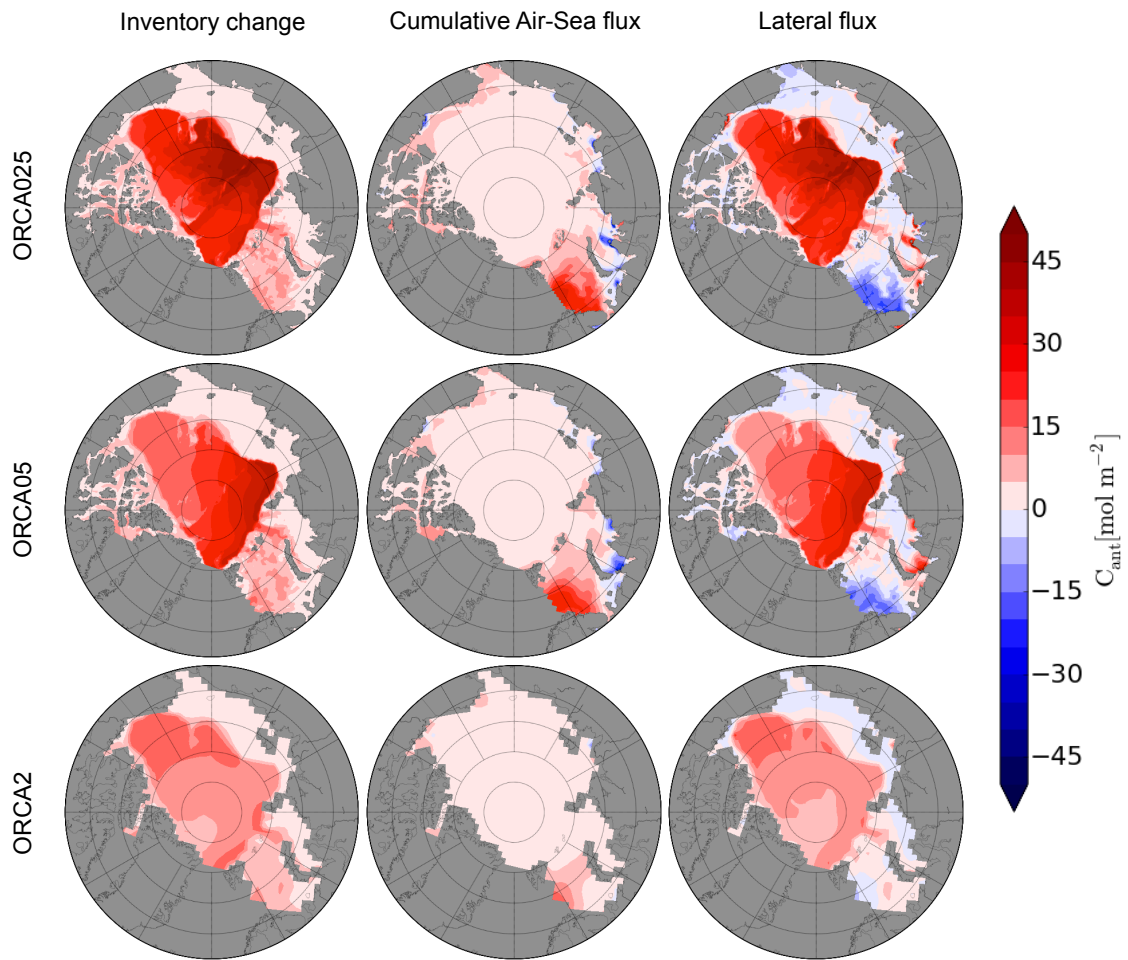 Inventory change Cumulative Air-Sea flux Lateral flux
ORCA025
ORCA05
ORCA2
45
30
15
0
−15
−30
−45
C_ant[mol m⁻²]